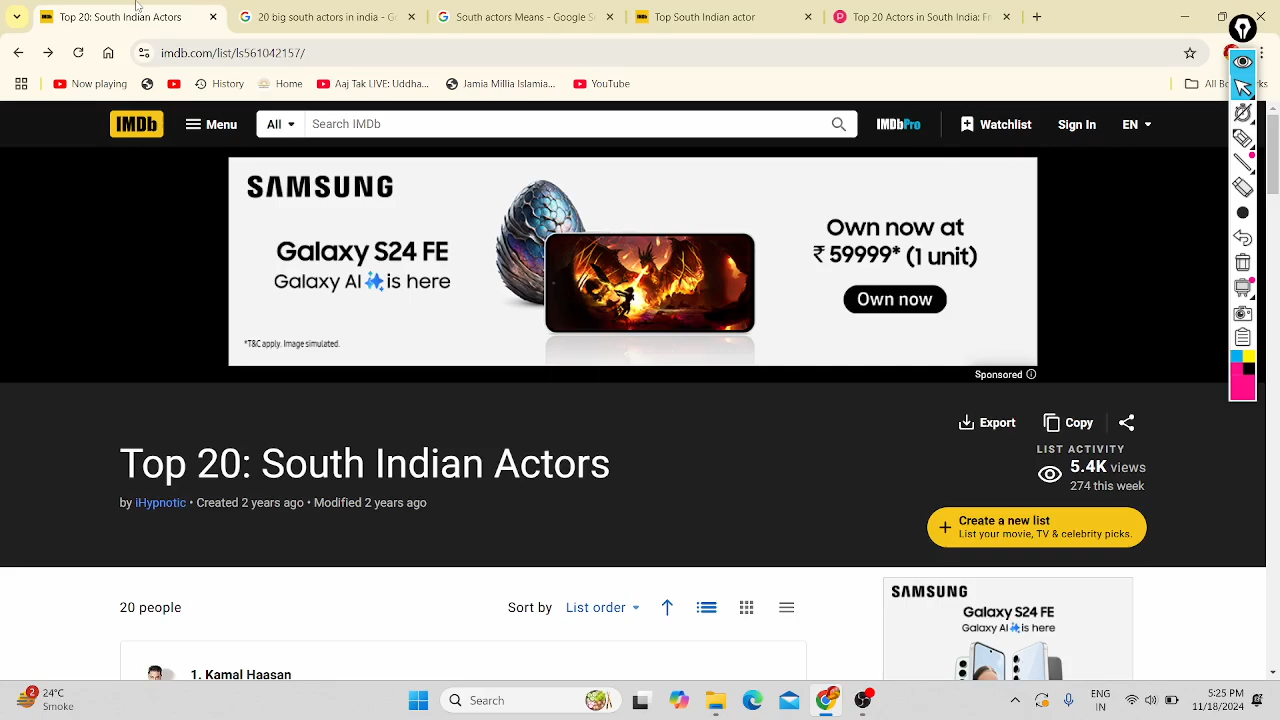 Top 20: South Indian Actors
20 big south actors in india - Go
South Actors Means - Google Se
Top South Indian
Top 20 Actors in South India: Fr
imdb.com/list/ls561042157/
Now playing
History
Home
Aaj Tak LIVE: Uddha...
Jamia Millia Islamia...
YouTube
All Bo
IMDb
Menu
All
Search IMDb
IMDbPro
Watchlist
Sign In
EN
SAMSUNG
Galaxy S24 FE
Galaxy AI is here
*T&C apply. Image simulated.
Own now at
₹ 59999* (1 unit)
Own now
Sponsored
Export
Copy
Top 20: South Indian Actors
LIST ACTIVITY
5.4K views
274 this week
by iHypnotic • Created 2 years ago • Modified 2 years ago
Create a new list
List your movie, TV & celebrity picks.
20 people
Sort by List order
SAMSUNG
Galaxy S24 FE
Galaxy AI is here
1. Kamal Haasan
2
24°C
Smoke
Search
ENG
IN
5:25 PM
11/18/2024